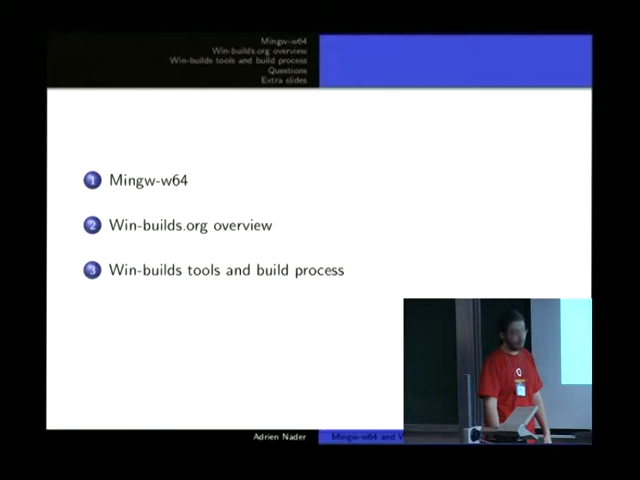 Mingw-w64
Win-builds.org overview
Win-builds tools and build process
Questions
Extra slides
1 Mingw-w64
2 Win-builds.org overview
3 Win-builds tools and build process
Adrien Nader Mingw-w64 and